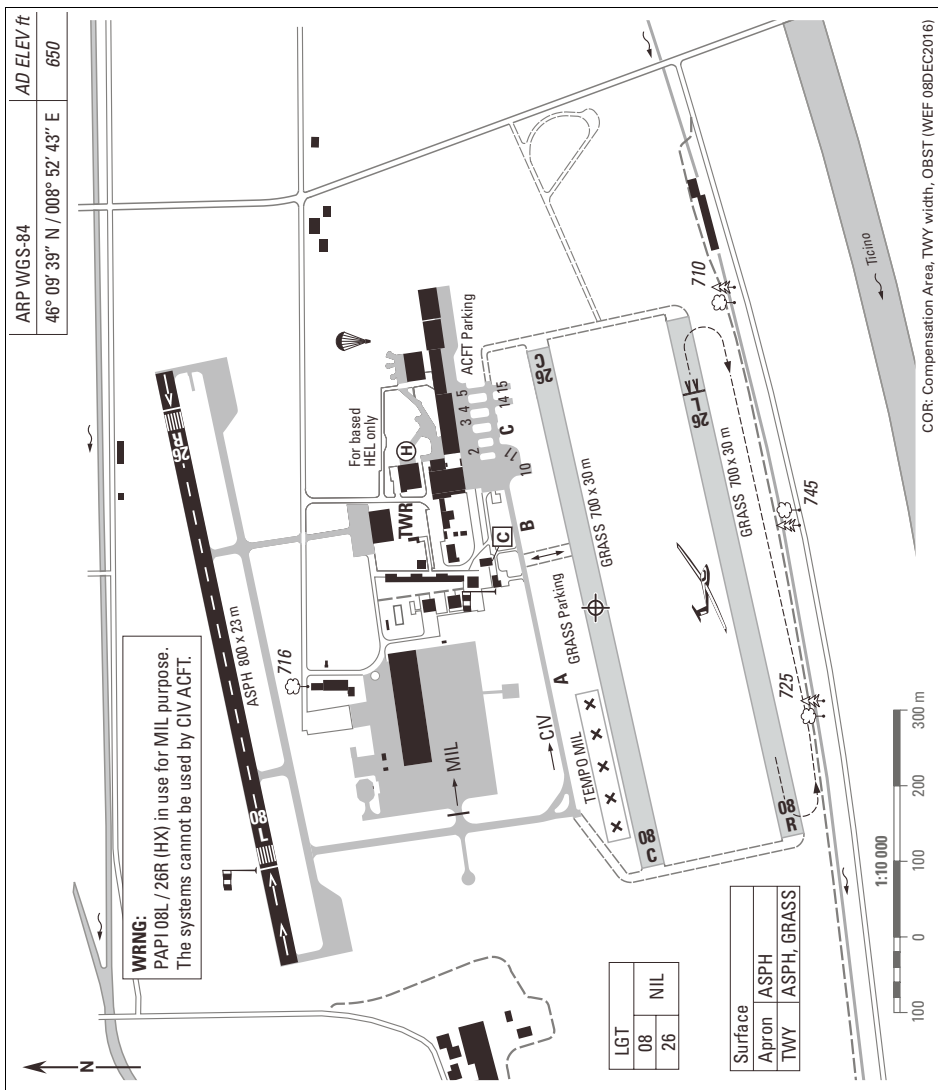 ARP WGS-84
AD ELEV ft
46° 09' 39" N / 008° 52' 43" E
650
N
WRNG:
PAPI 08L / 26R (HX) in use for MIL purpose.
The systems cannot be used by CIV ACFT.
08
L
ASPH 800 x 23 m
26
R
716
For based
HEL only
H
TWR
C
MIL
CIV
ACFT Parking
2
3
4
5
C
10
11
14
15
A
B
GRASS Parking
TEMPO MIL
08
C
GRASS 700 x 30 m
26
C
08
R
GRASS 700 x 30 m
26
L
725
745
710
Ticino
LGT
08
26
NIL
Surface
Apron
ASPH
TWY
ASPH, GRASS
100
0
100
200
300 m
1:10 000
COR: Compensation Area, TWY width, OBST (WEF 08DEC2016)